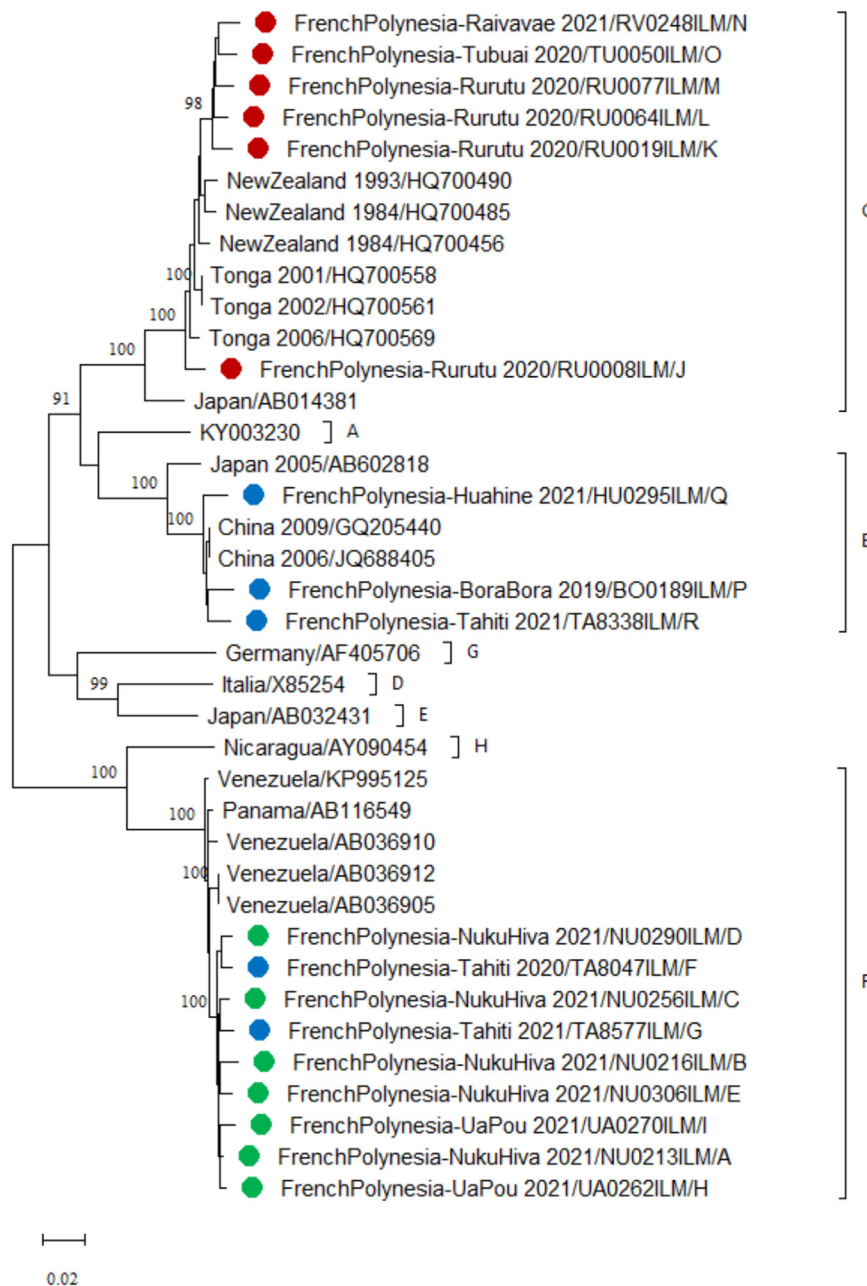 FrenchPolynesia-Raivavae 2021/RV0248ILM/N
FrenchPolynesia-Tubuai 2020/TU0050ILM/O
FrenchPolynesia-Rurutu 2020/RU0077ILM/M
98
FrenchPolynesia-Rurutu 2020/RU0064ILM/L
FrenchPolynesia-Rurutu 2020/RU0019ILM/K
NewZealand 1993/HQ700490
NewZealand 1984/HQ700485
NewZealand 1984/HQ700456
100
Tonga 2001/HQ700558
Tonga 2002/HQ700561
100
Tonga 2006/HQ700569
100
FrenchPolynesia-Rurutu 2020/RU0008ILM/J
91
Japan/AB014381
KY003230 A
Japan 2005/AB602818
100
FrenchPolynesia-Huahine 2021/HU0295ILM/Q
100
China 2009/GQ205440
China 2006/JQ688405
FrenchPolynesia-BoraBora 2019/BO0189ILM/P
FrenchPolynesia-Tahiti 2021/TA8338ILM/R
Germany/AF405706 G
99
Italia/X85254 D
Japan/AB032431 E
Nicaragua/AY090454 H
100
Venezuela/KP995125
100
Panama/AB116549
Venezuela/AB036910
100
Venezuela/AB036912
Venezuela/AB036905
FrenchPolynesia-NukuHiva 2021/NU0290ILM/D
FrenchPolynesia-Tahiti 2020/TA8047ILM/F
100
FrenchPolynesia-NukuHiva 2021/NU0256ILM/C
FrenchPolynesia-Tahiti 2021/TA8577ILM/G
FrenchPolynesia-NukuHiva 2021/NU0216ILM/B
FrenchPolynesia-NukuHiva 2021/NU0306ILM/E
FrenchPolynesia-UaPou 2021/UA0270ILM/I
FrenchPolynesia-NukuHiva 2021/NU0213ILM/A
FrenchPolynesia-UaPou 2021/UA0262ILM/H
0.02